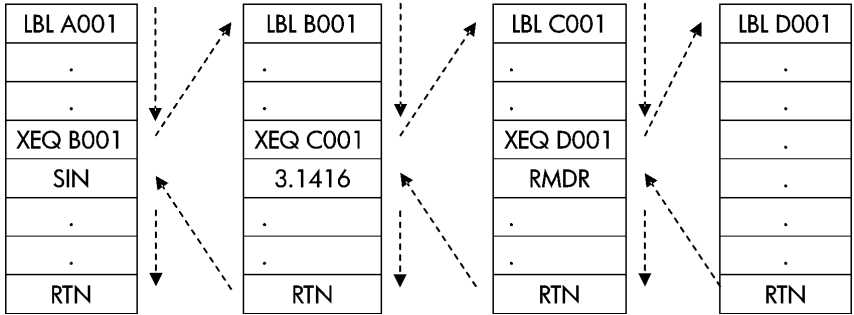 LBL A001 LBL B001 LBL C001 LBL D001
. . . .
. . . .
XEQ B001 XEQ C001 XEQ D001 .
SIN 3.1416 RMDR .
. . . .
. . . .
RTN RTN RTN RTN